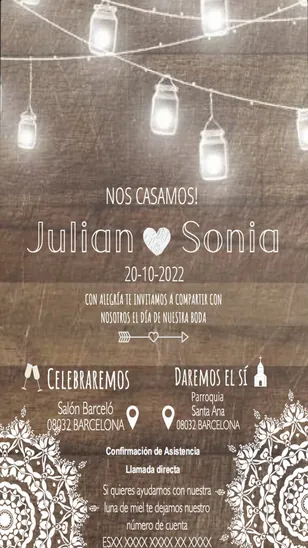 NOS CASAMOS!
Julian Sonia
20-10-2022
CON ALEGRÍA TE INVITAMOS A COMPARTIR CON
NOSOTROS EL DÍA DE NUESTRA BODA
CELEBRAREMOS
Salón Barceló
08032 BARCELONA
DAREMOS EL SÍ
Parroquia
Santa Ana
08032 BARCELONA
Confirmación de Asistencia
Llamada directa
Si quieres ayudarnos con nuestra
luna de miel te dejamos nuestro
número de cuenta
ESXX XXXX XXXX XX XXXX